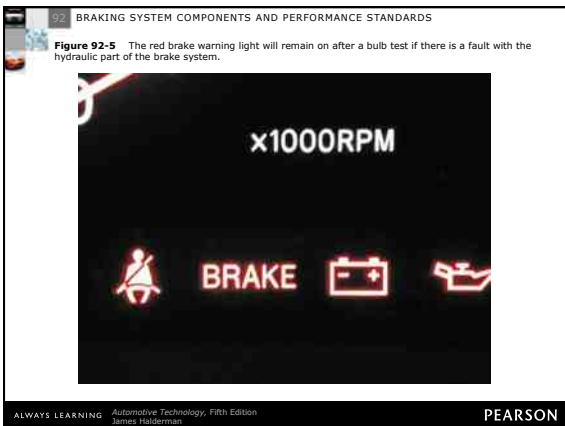 92 BRAKING SYSTEM COMPONENTS AND PERFORMANCE STANDARDS
Figure 92-5 The red brake warning light will remain on after a bulb test if there is a fault with the
hydraulic part of the brake system.
x1000RPM
BRAKE
ALWAYS LEARNING Automotive Technology, Fifth Edition
James Halderman
PEARSON